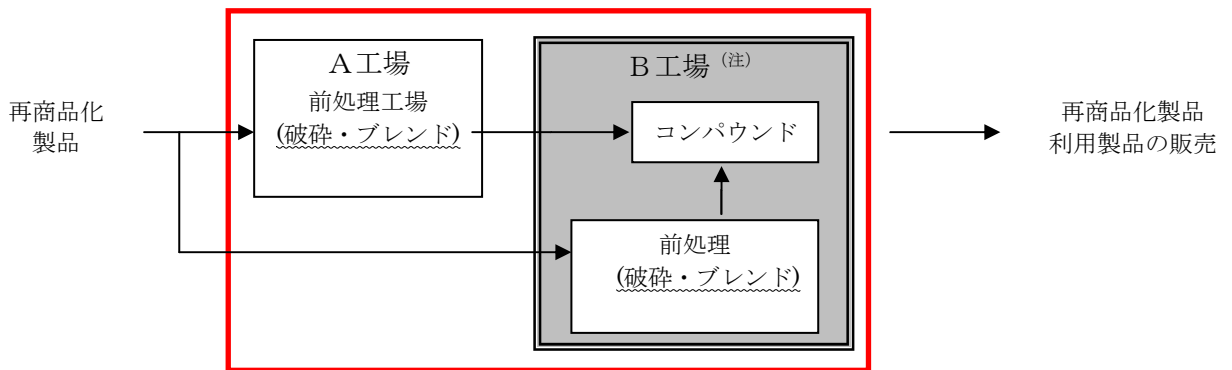 再商品化
製品
A工場
前処理工場
(破砕・ブレンド)
B工場（注）
コンパウンド
前処理
(破砕・ブレンド)
再商品化製品
利用製品の販売